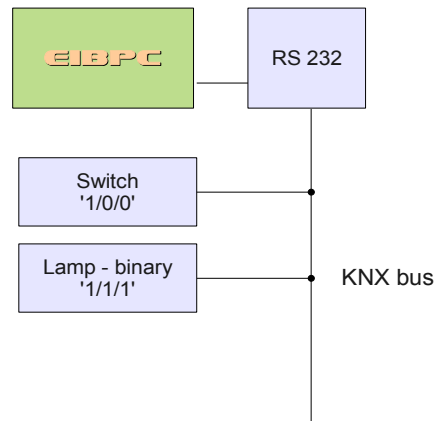 EIBPC
RS 232
Switch
'1/0/0'
Lamp - binary
'1/1/1'
KNX bus